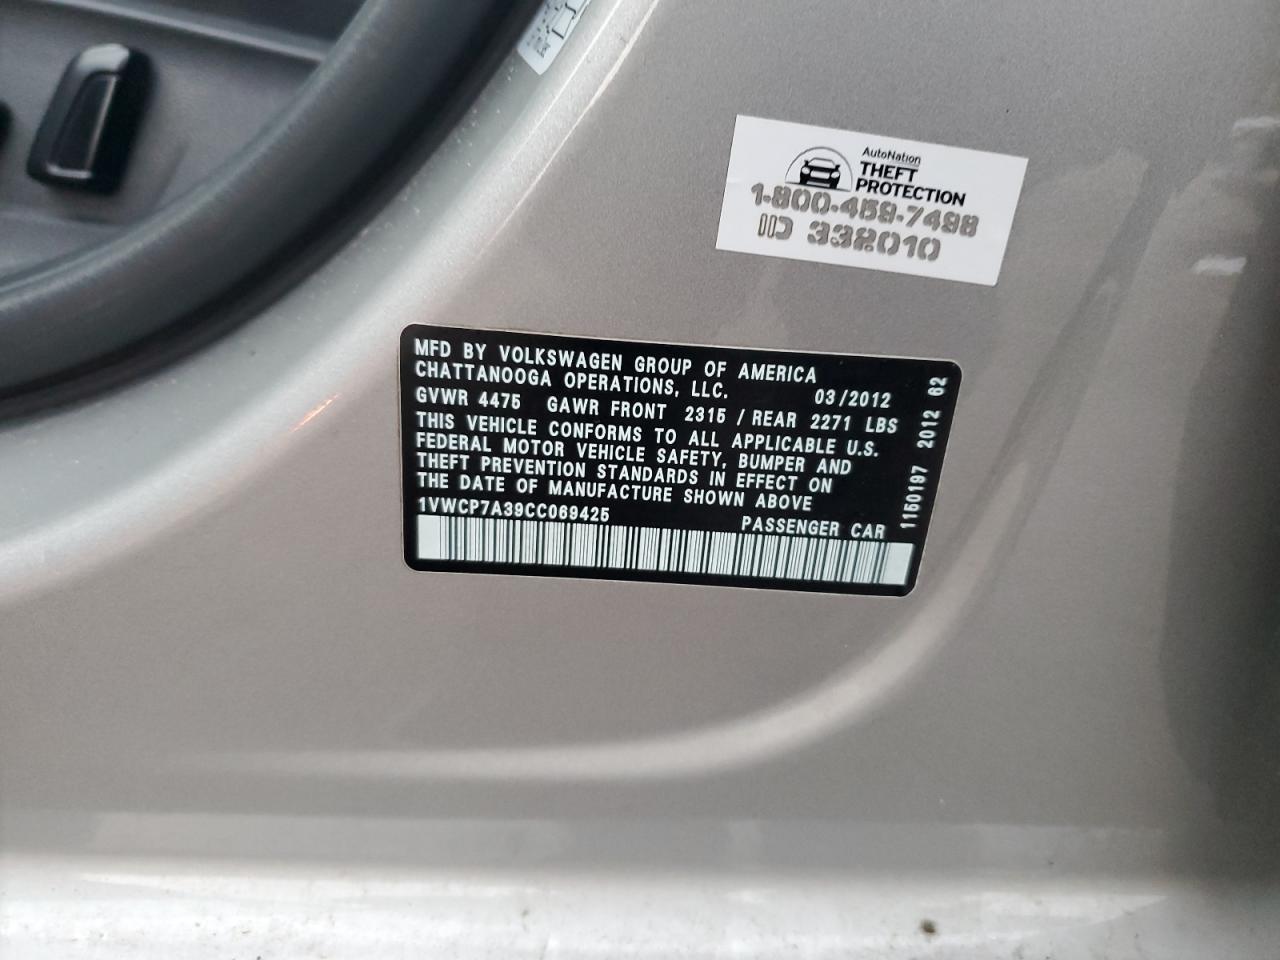 AutoNation
THEFT
PROTECTION
1-800-459-7498
ID 332010
MFD BY VOLKSWAGEN GROUP OF AMERICA
CHATTANOOGA OPERATIONS, LLC. 03/2012
GVWR 4475 GAWR FRONT 2315 / REAR 2271 LBS
THIS VEHICLE CONFORMS TO ALL APPLICABLE U.S.
FEDERAL MOTOR VEHICLE SAFETY, BUMPER AND
THEFT PREVENTION STANDARDS IN EFFECT ON
THE DATE OF MANUFACTURE SHOWN ABOVE
1VWCP7A39CC069425 PASSENGER CAR
1150197 2012 62